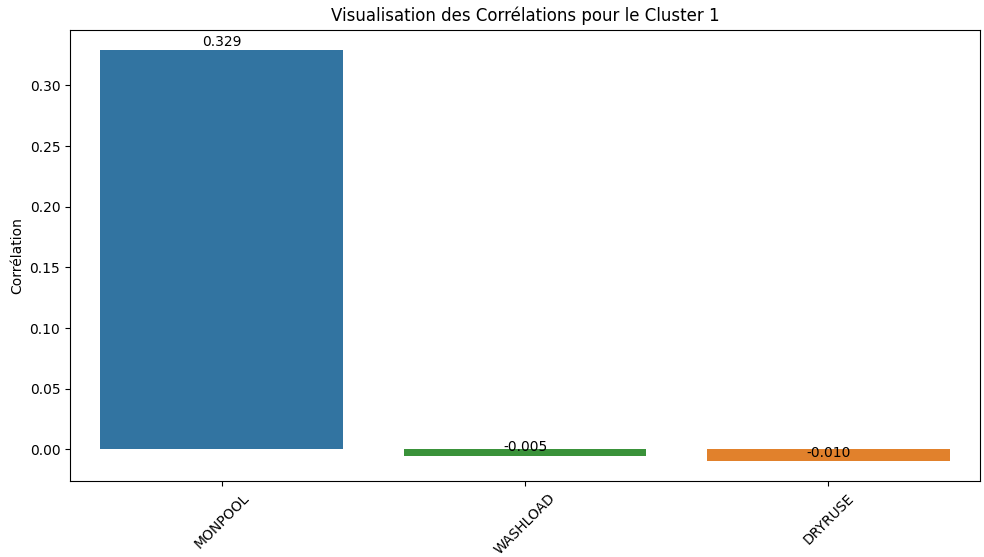 Visualisation des Corrélations pour le Cluster 1
0.329
0.30
0.25
0.20
Corrélation
0.15
0.10
0.05
0.00
-0.005
-0.010
MONPOOL
WASHLOAD
DRYRUSE